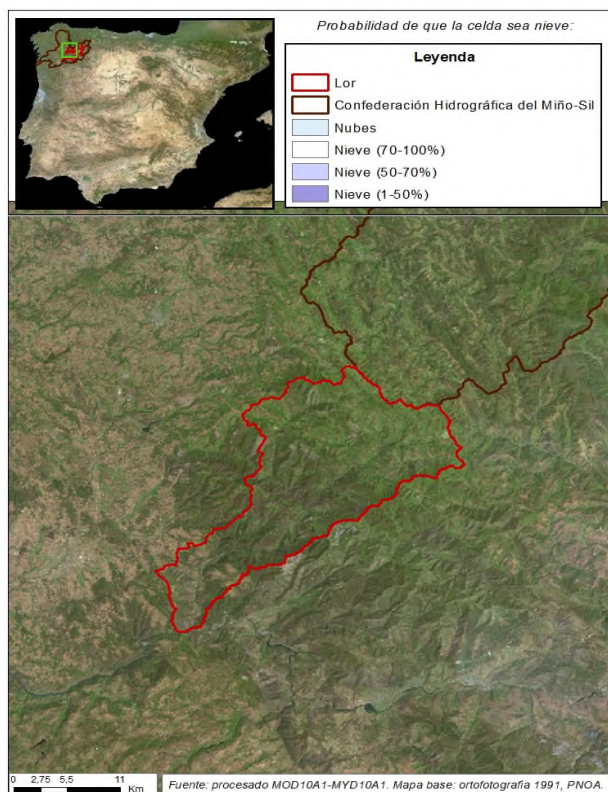 Probabilidad de que la celda sea nieve:
Leyenda
Lor
Confederación Hidrográfica del Miño-Sil
Nubes
Nieve (70-100%)
Nieve (50-70%)
Nieve (1-50%)
0 2,75 5,5 11
Km
Fuente: procesado MOD10A1-MYD10A1. Mapa base: ortofotografía 1991, PNOA.